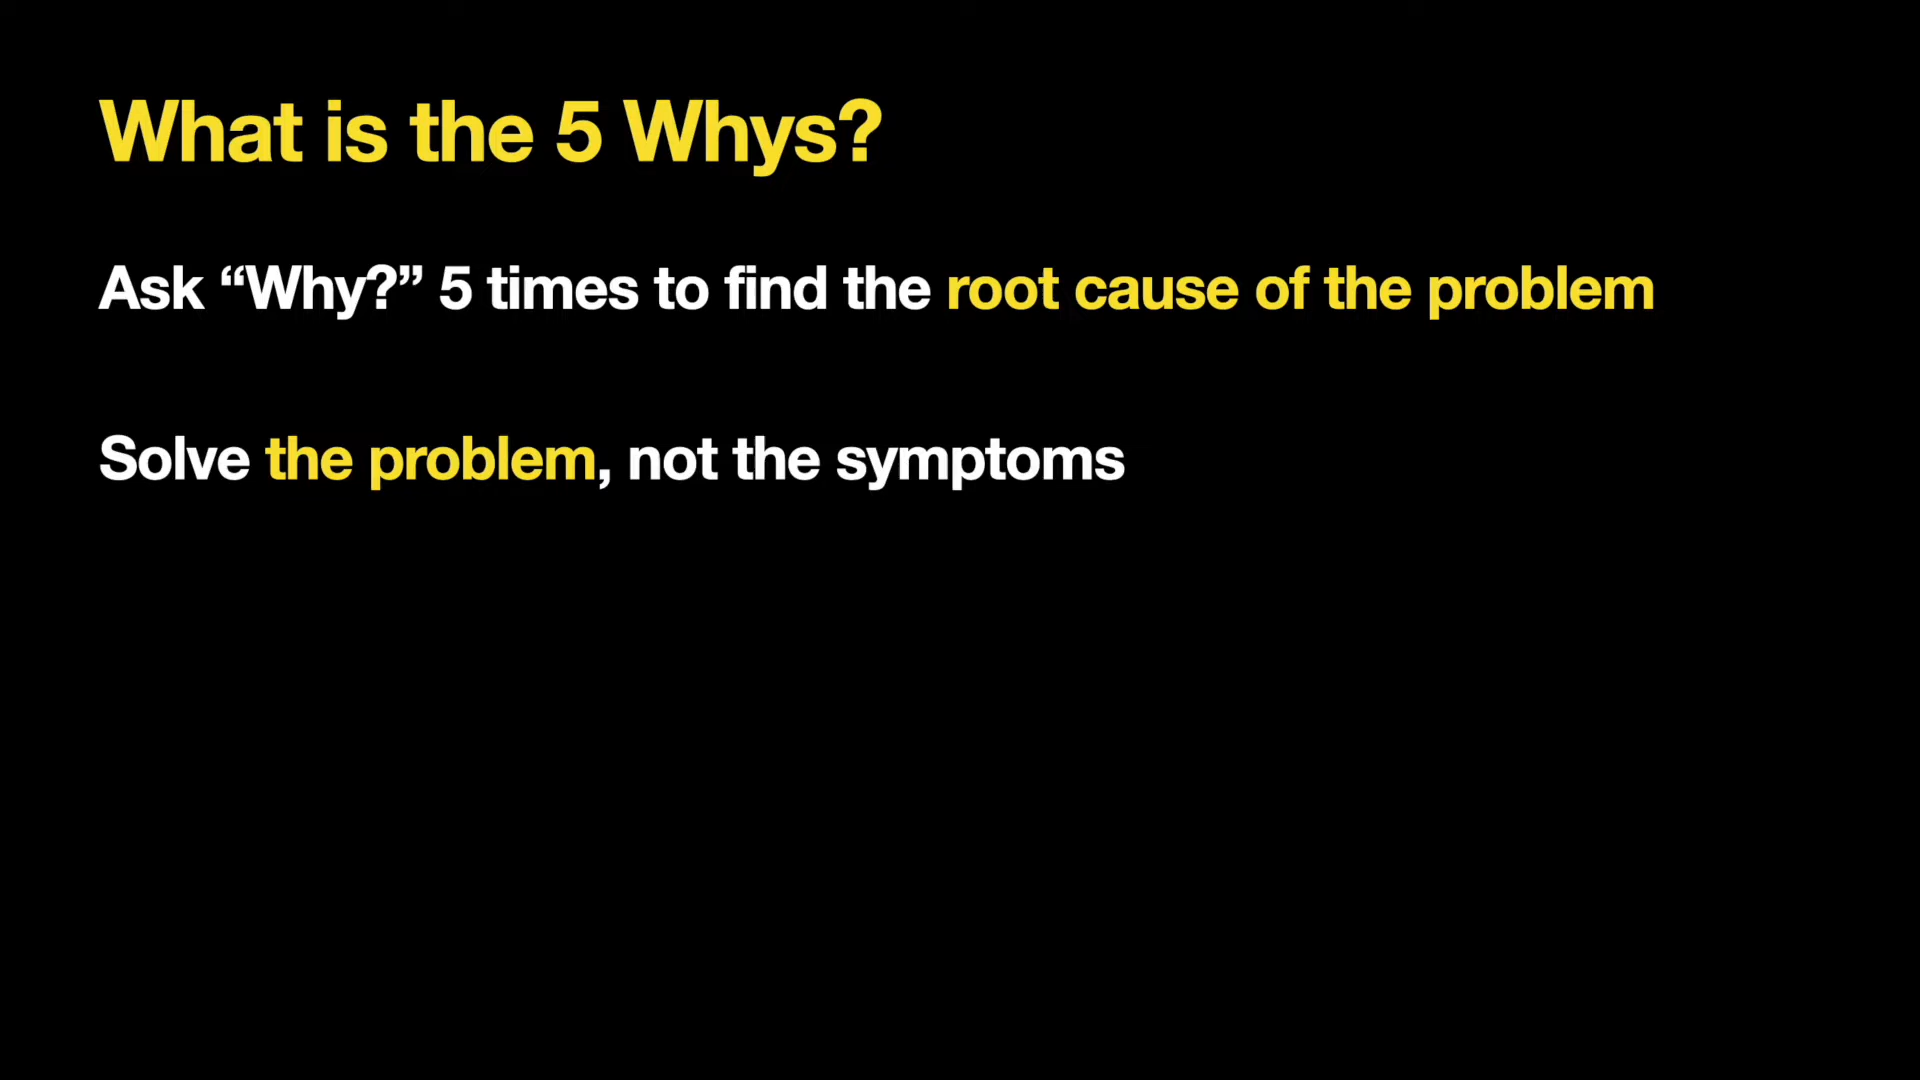 What is the 5 Whys?
Ask “Why?” 5 times to find the root cause of the problem
Solve the problem, not the symptoms